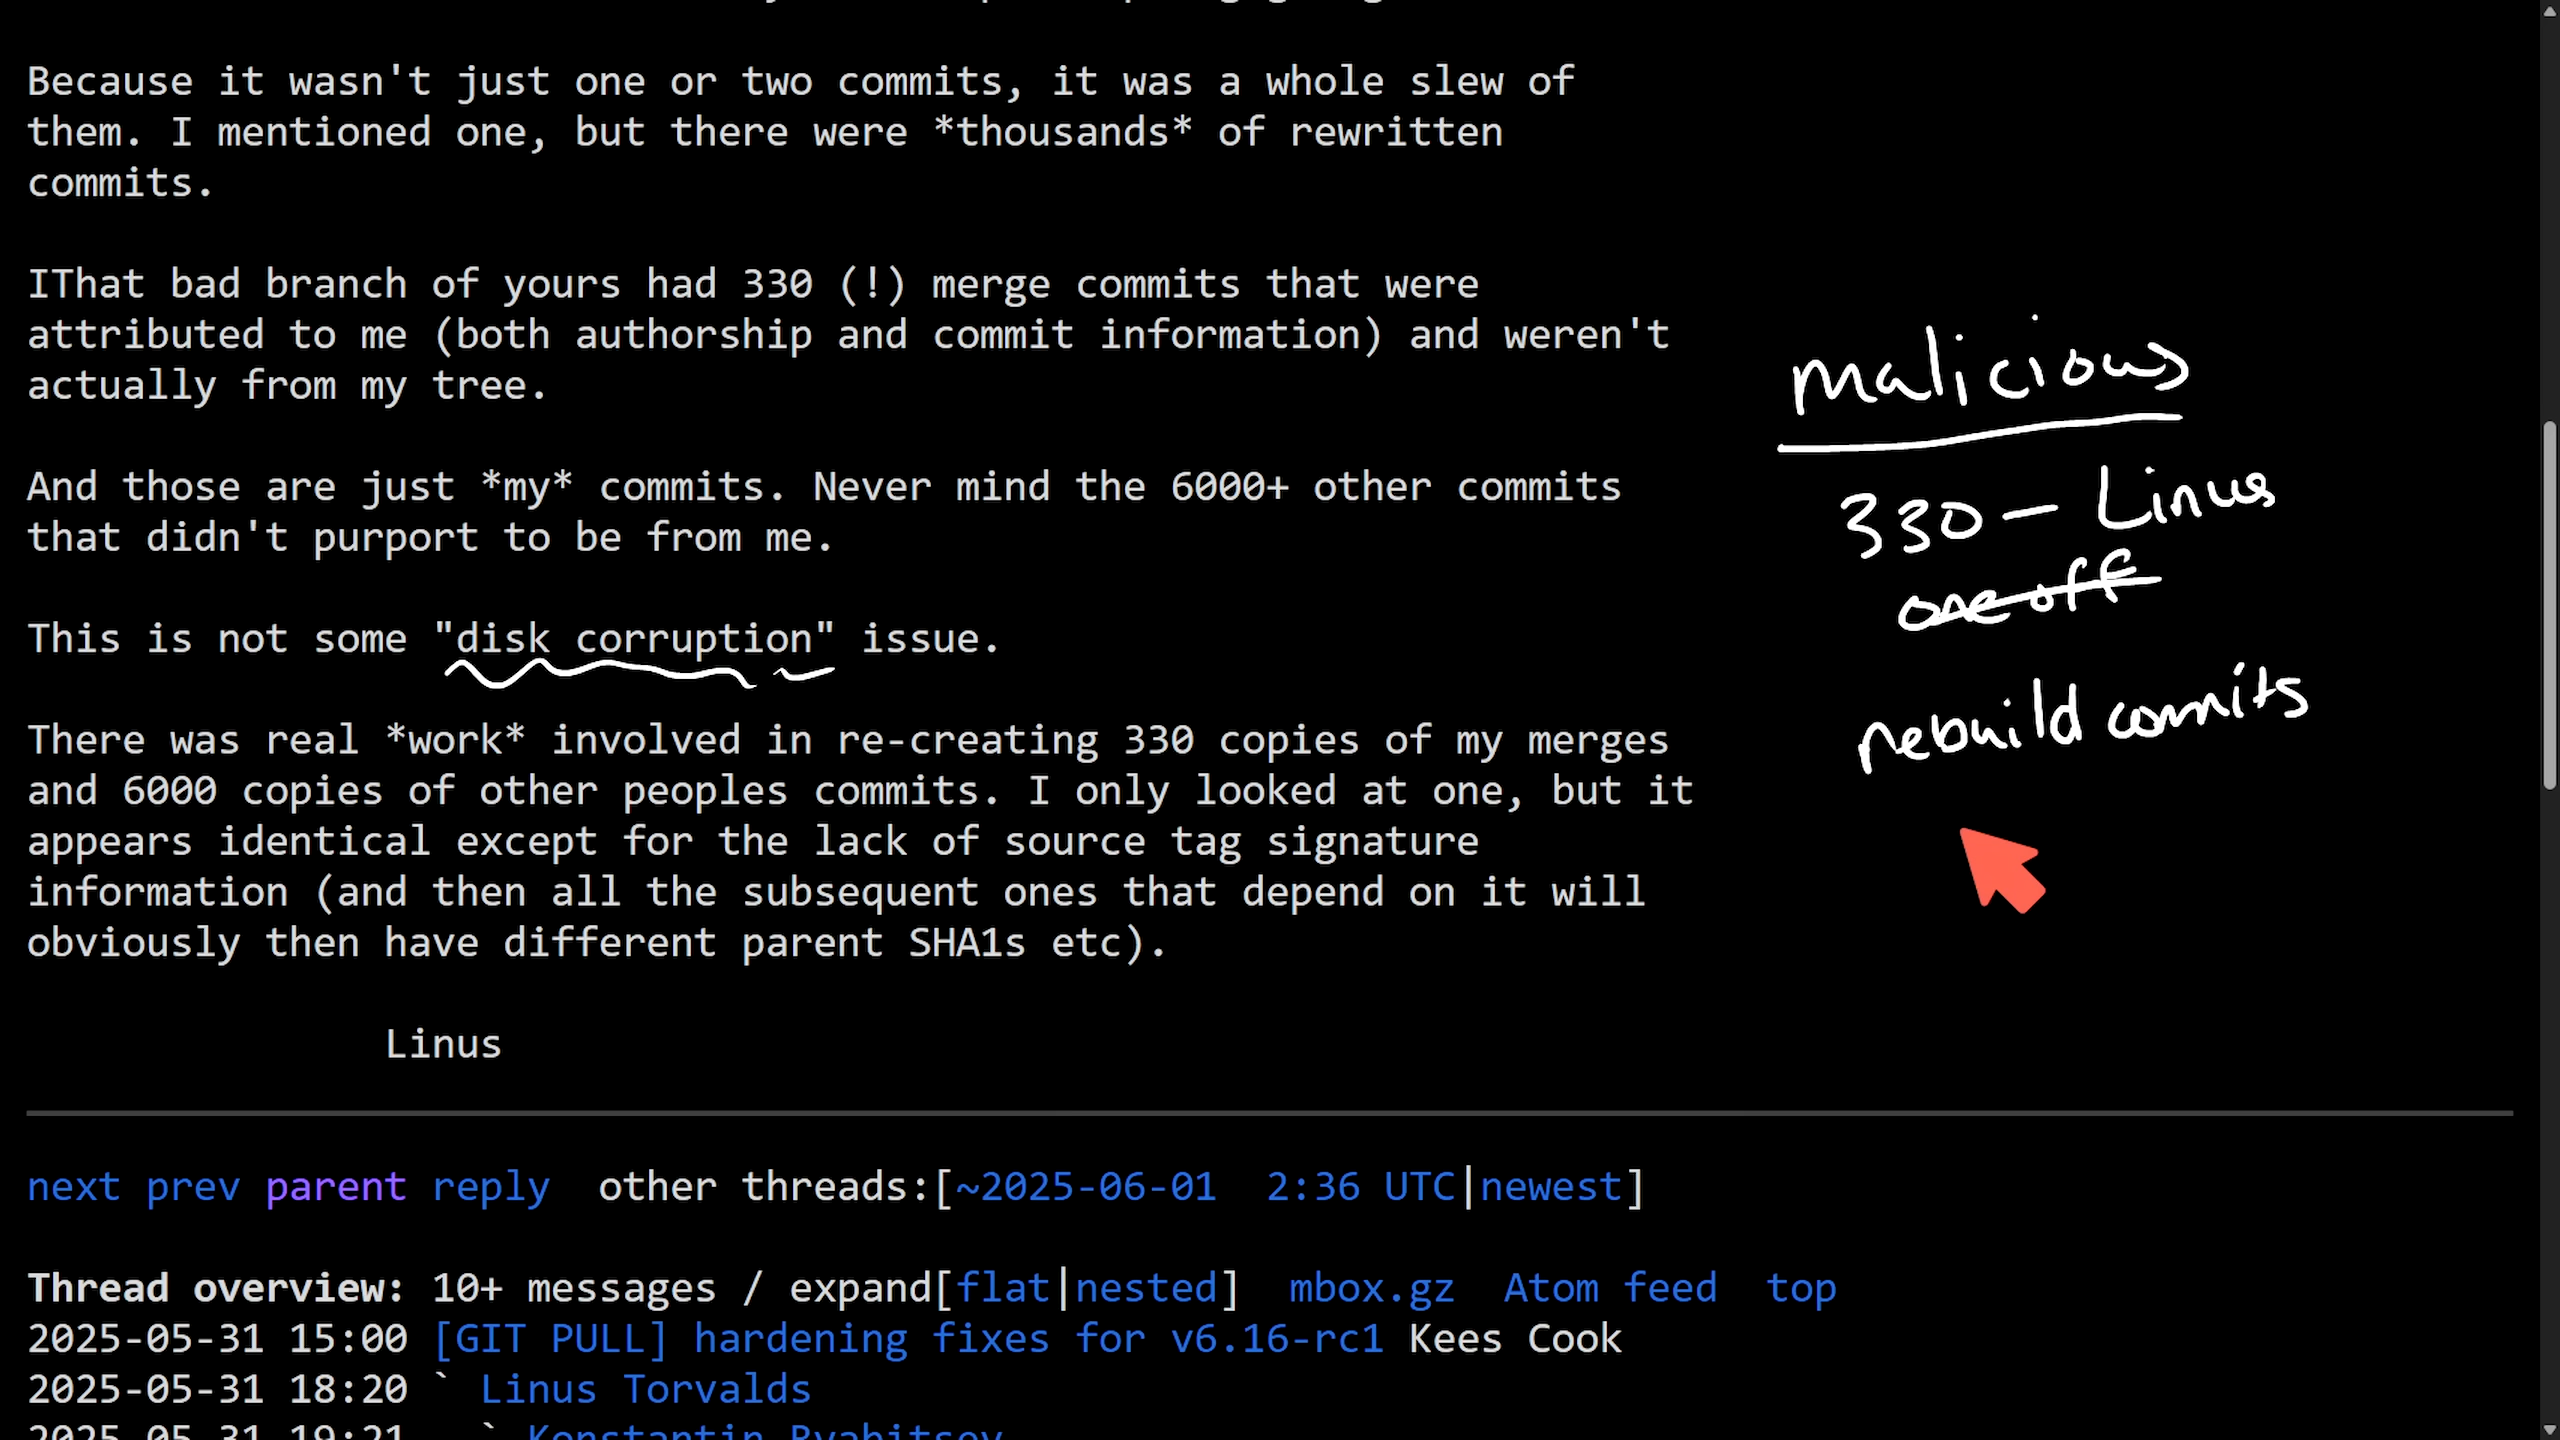 Because it wasn't just one or two commits, it was a whole slew of
them. I mentioned one, but there were *thousands* of rewritten
commits.
IThat bad branch of yours had 330 (!) merge commits that were
attributed to me (both authorship and commit information) and weren't
actually from my tree.
malicious
And those are just *my* commits. Never mind the 6000+ other commits
that didn't purport to be from me.
330 - Linus
one off
This is not some "disk corruption" issue.
rebuild commits
There was real *work* involved in re-creating 330 copies of my merges
and 6000 copies of other peoples commits. I only looked at one, but it
appears identical except for the lack of source tag signature
information (and then all the subsequent ones that depend on it will
obviously then have different parent SHA1s etc).
Linus
next prev parent reply other threads:[~2025-06-01 2:36 UTC|newest]
Thread overview: 10+ messages / expand[flat|nested] mbox.gz Atom feed top
2025-05-31 15:00 [GIT PULL] hardening fixes for v6.16-rc1 Kees Cook
2025-05-31 18:20 ` Linus Torvalds
2025-05-31 19:21 ` Konstantin Ryabitsev